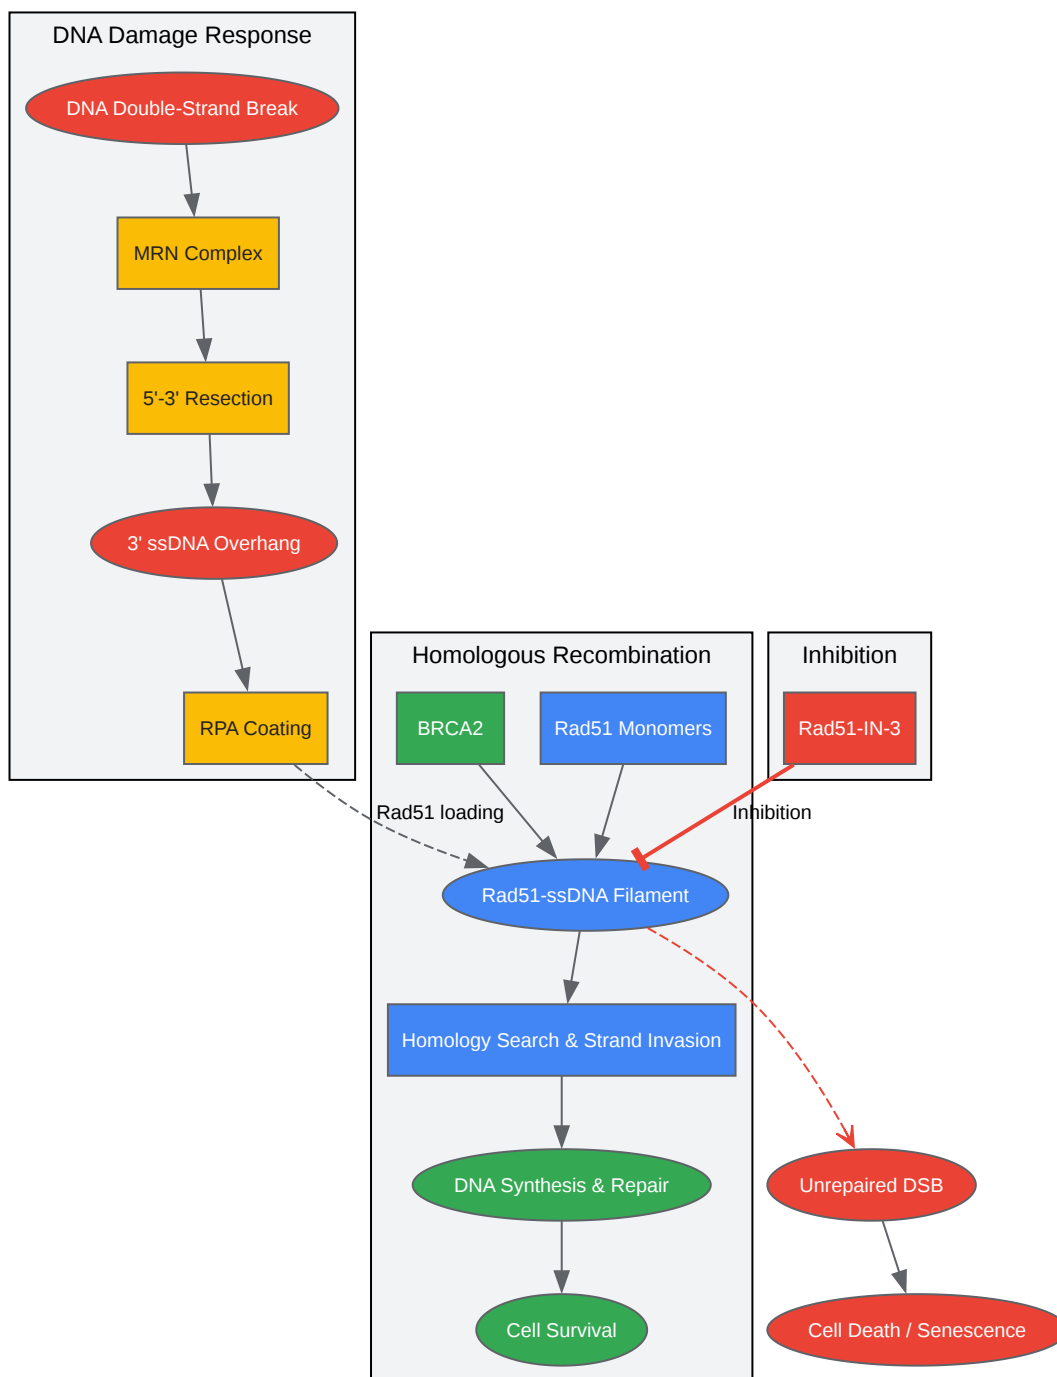 DNA Damage Response
DNA Double-Strand Break
MRN Complex
5'-3' Resection
3' ssDNA Overhang
RPA Coating
Homologous Recombination
Inhibition
BRCA2
Rad51 Monomers
Rad51-IN-3
Rad51 loading
Inhibition
Rad51-ssDNA Filament
Homology Search & Strand Invasion
DNA Synthesis & Repair
Unrepaired DSB
Cell Survival
Cell Death / Senescence